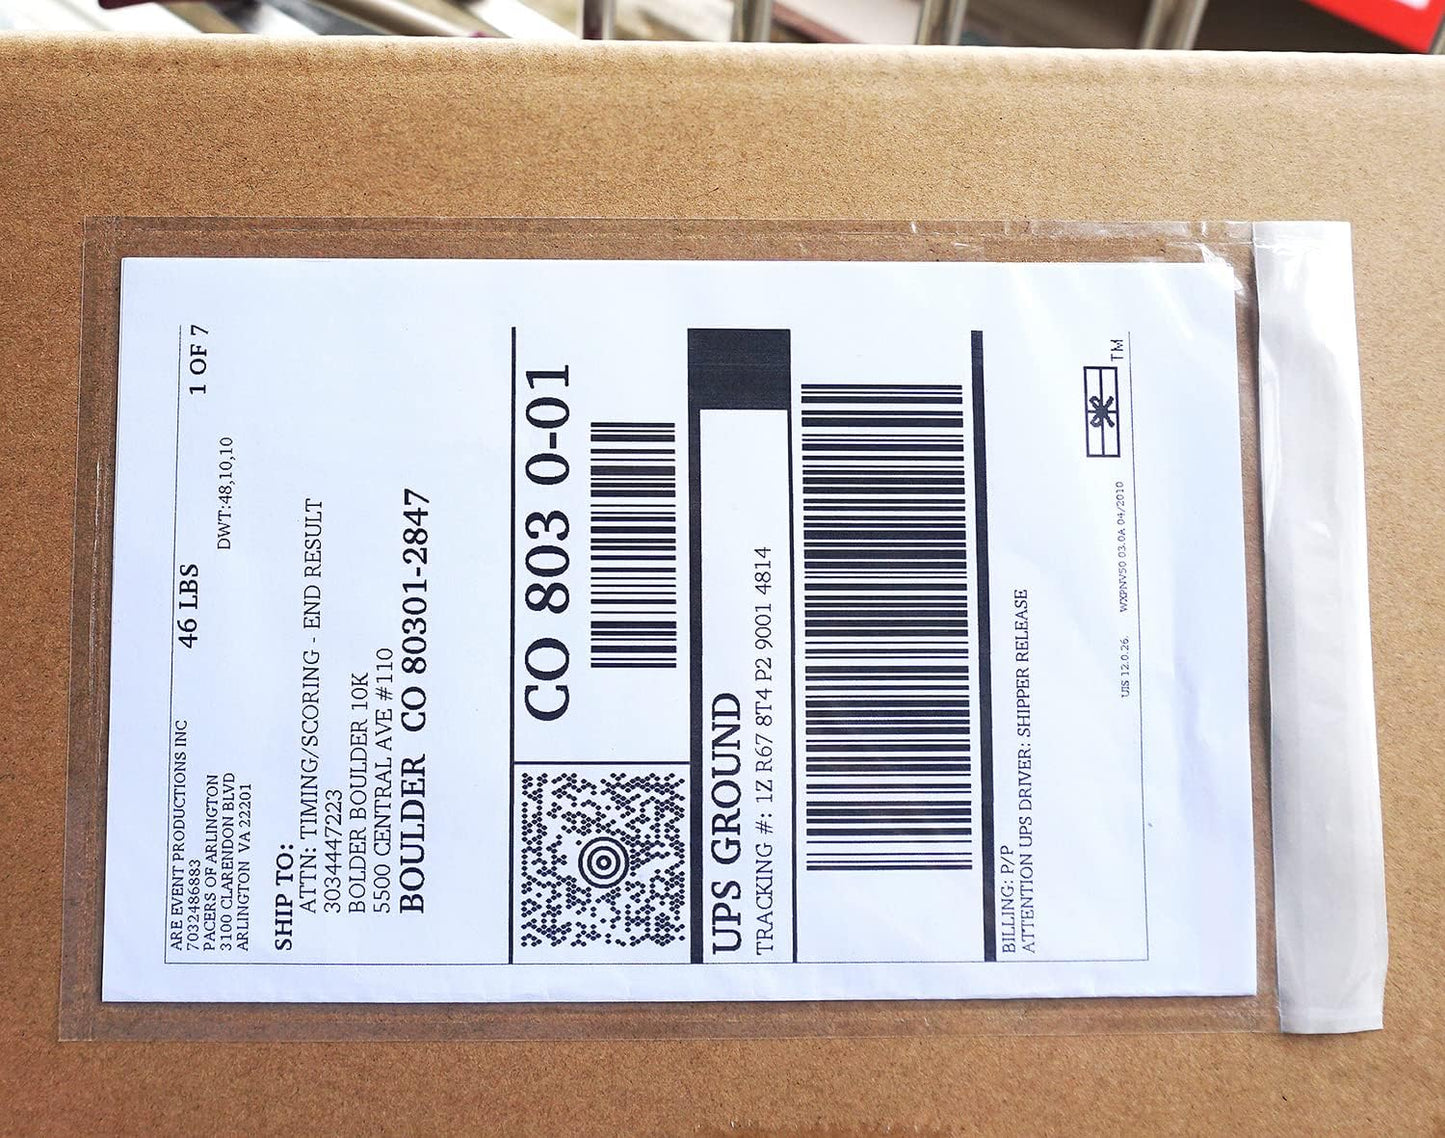 ARE EVENT PRODUCTIONS INC 46 LBS 1 OF 7
7032486883
PACERS OF ARLINGTON DWT:48,10,10
3100 CLARENDON BLVD
ARLINGTON VA 22201
SHIP TO:
ATTN: TIMING/SCORING - END RESULT
3034447223
BOLDER BOULDER 10K
5500 CENTRAL AVE #110
BOULDER CO 80301-2847
CO 803 0-01
UPS GROUND
TRACKING #: 1Z R67 8T4 P2 9001 4814
BILLING: P/P
ATTENTION UPS DRIVER: SHIPPER RELEASE
UIS 12.0.26. WXPNV50 03.0A 04/2010
TM